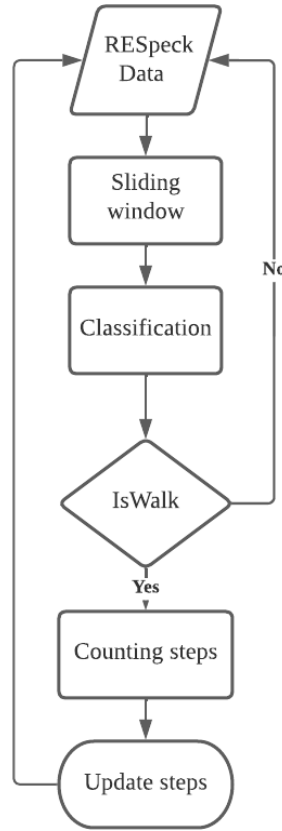 RESpeck
Data
Sliding
window
Classification
No
IsWalk
Yes
Counting steps
Update steps